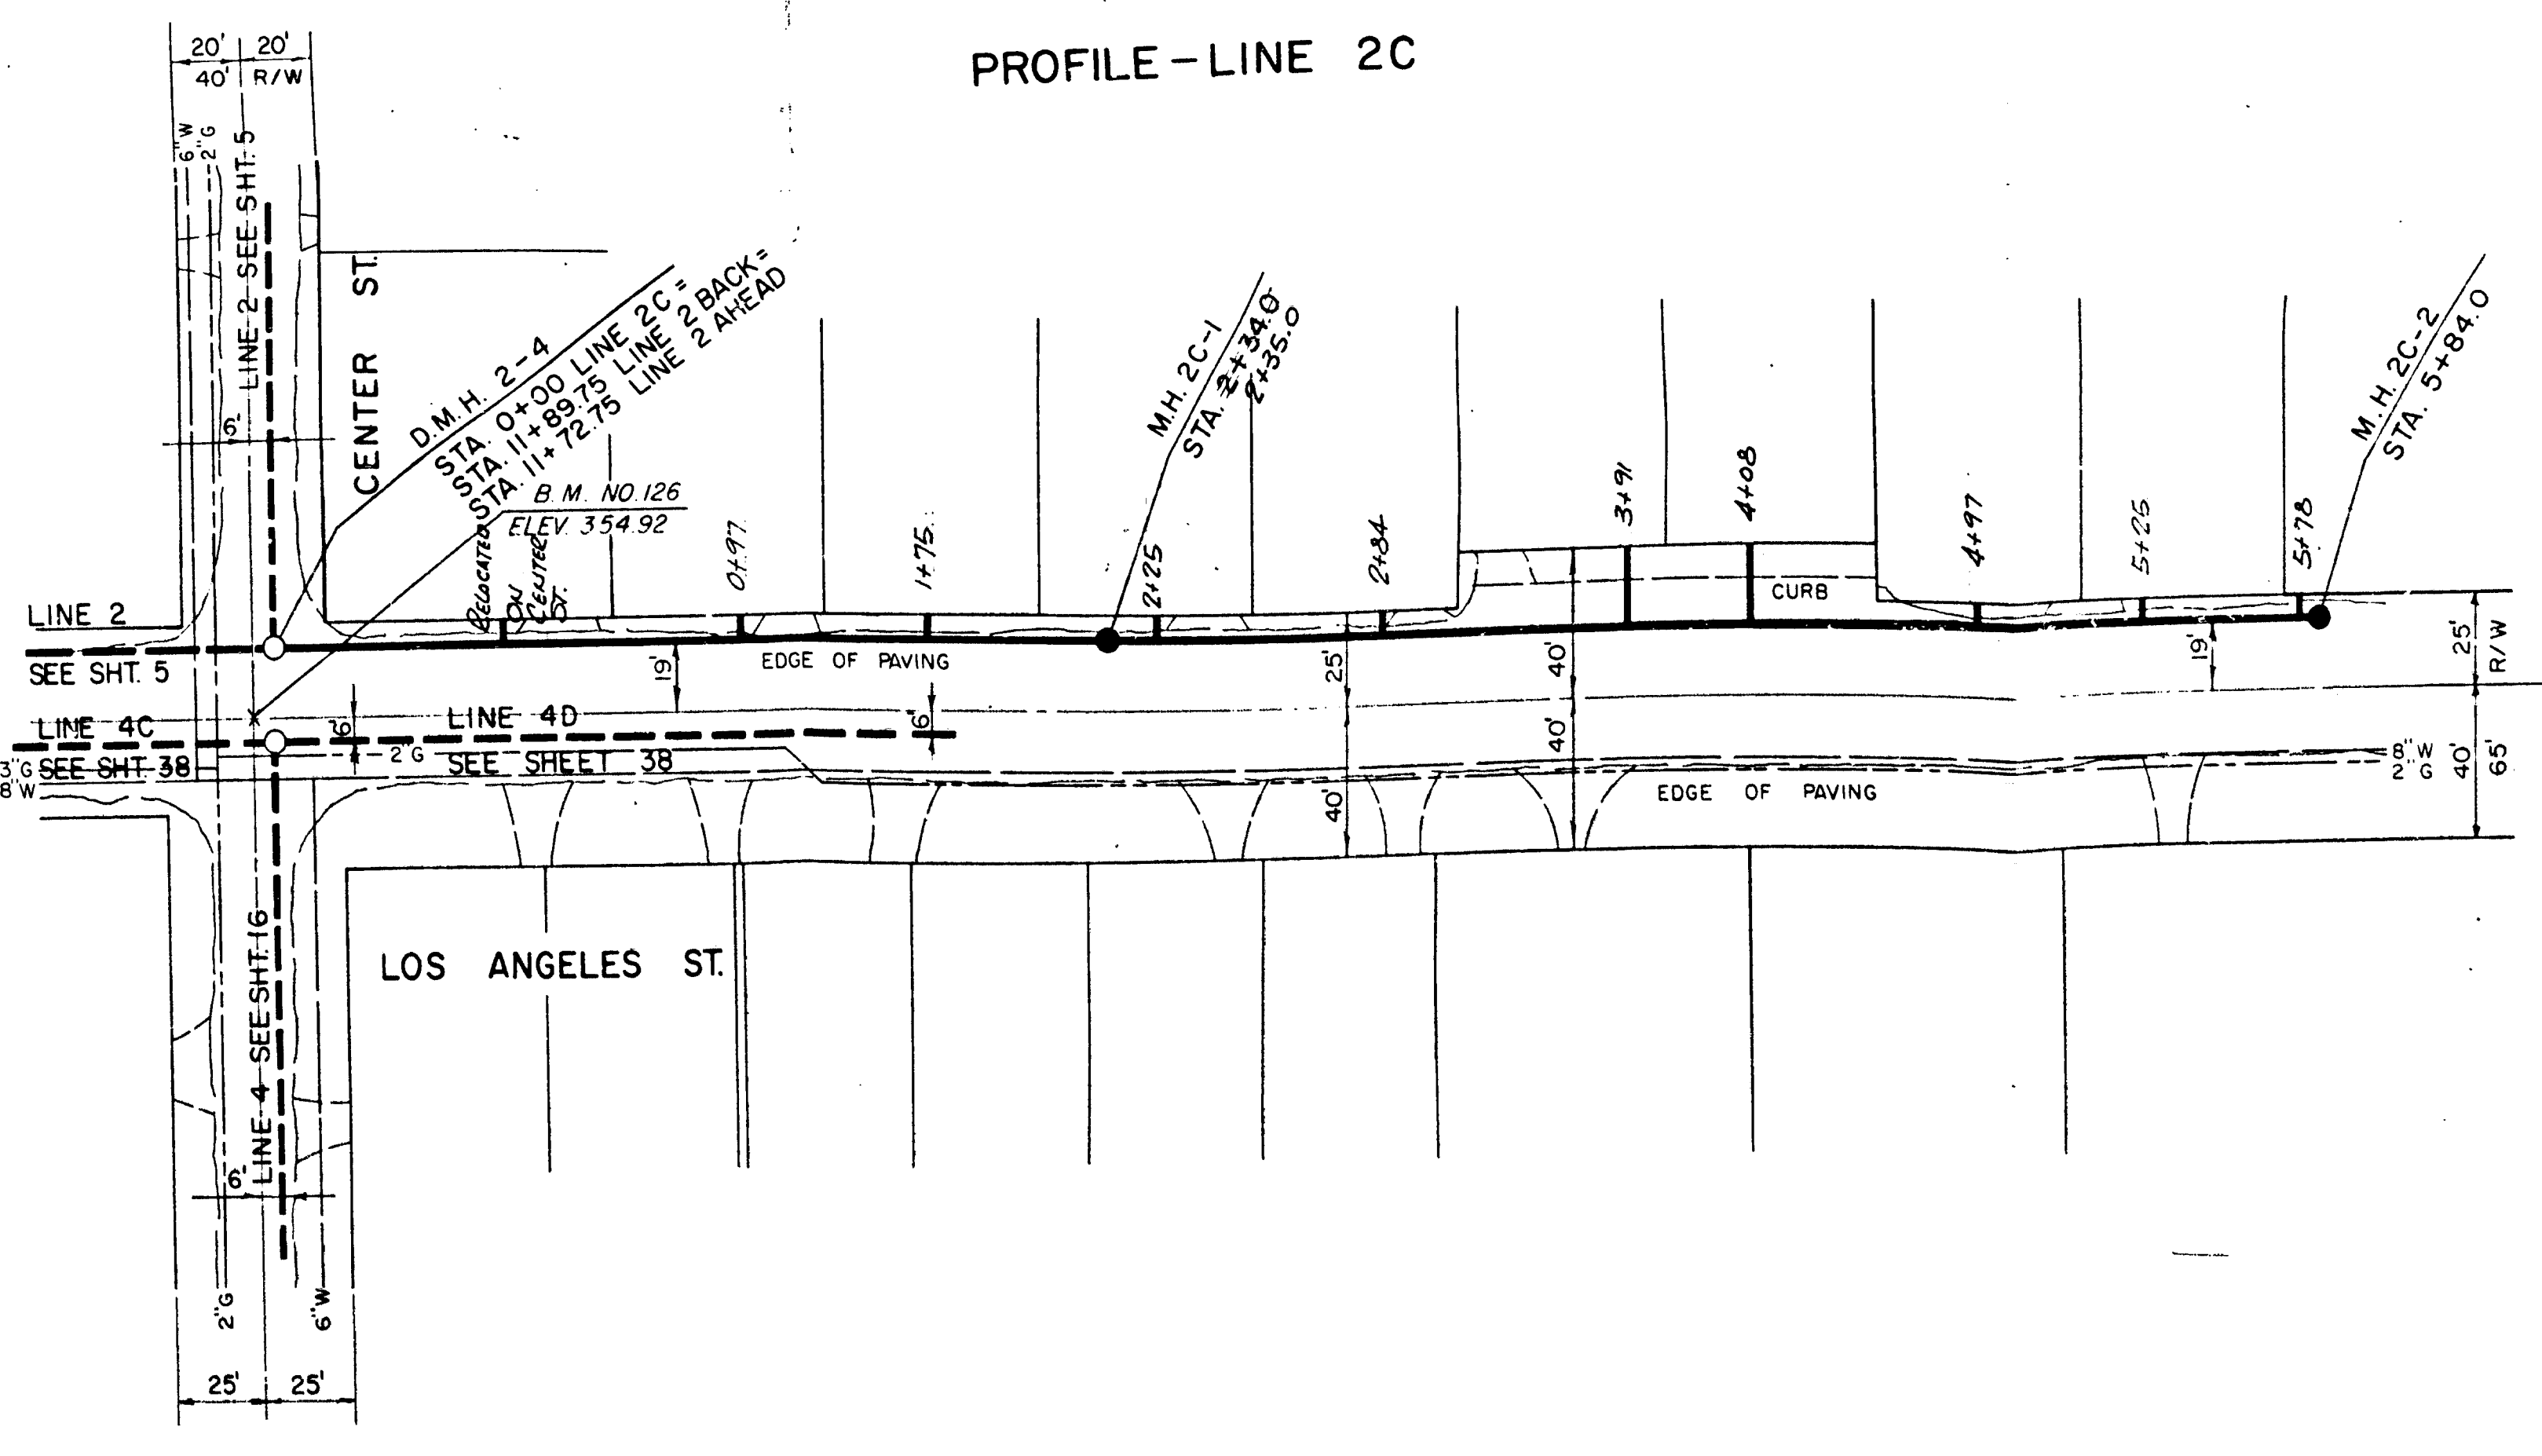 PROFILE-LINE 2C
20' 20'
40' R/W
6"W
2"G
LINE 2 SEE SHT. 5
6'
CENTER ST.
D.M.H. 2-4
STA. 0+00 LINE 2C =
STA. 11+89.75 LINE 2 BACK =
STA. 11+72.75 LINE 2 AHEAD
B.M. NO. 126
ELEV. 354.92
RELOCATED
ON
CENTER
ST.
0+97
1+75
M.H. 2C-1
STA. 2+34.0
2+35.0
2+25
2+84
3+91
4+08
4+97
5+25
5+78
M.H. 2C-2
STA. 5+84.0
CURB
LINE 2
SEE SHT. 5
EDGE OF PAVING
19'
25'
40'
19'
25'
R/W
LINE 4C
SEE SHT. 38
3"G
8"W
6'
LINE 4D
2"G
SEE SHEET 38
6'
40'
40'
8"W
2"G
40'
65'
EDGE OF PAVING
LOS ANGELES ST.
LINE 4 SEE SHT. 16
6'
2"G
6"W
25' 25'